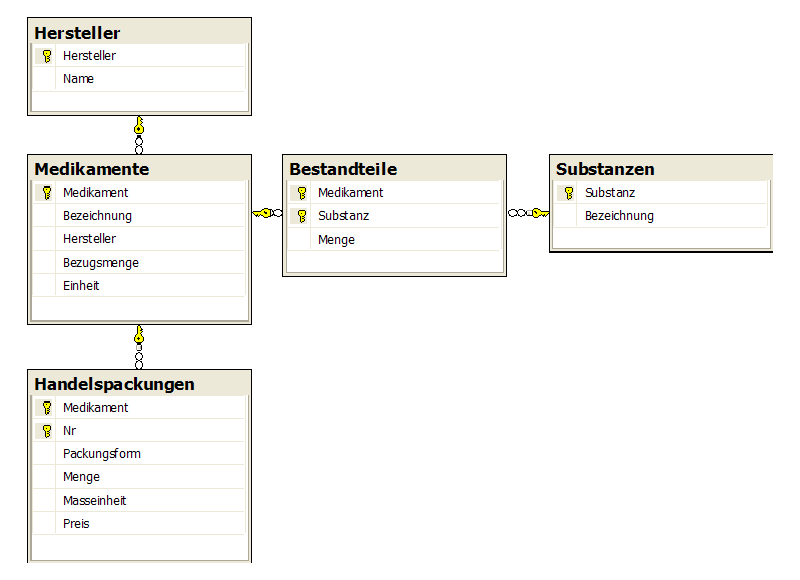 Hersteller
Hersteller
Name
Medikamente
Medikament
Bezeichnung
Hersteller
Bezugsmenge
Einheit
Bestandteile
Medikament
Substanz
Menge
Substanzen
Substanz
Bezeichnung
Handelspackungen
Medikament
Nr
Packungsform
Menge
Masseinheit
Preis